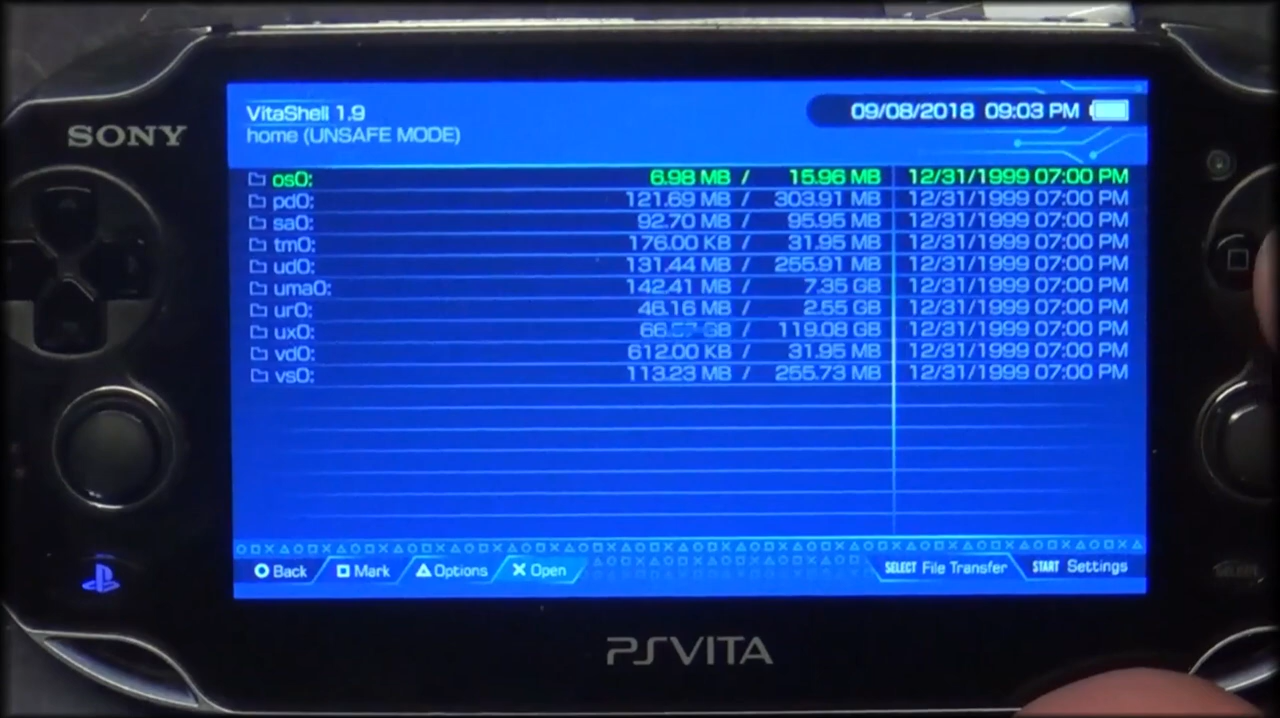 SONY
VitaShell 1.9
09/08/2018 09:03 PM
home (UNSAFE MODE)
os0: 6.98 MB / 15.96 MB 12/31/1999 07:00 PM
pd0: 121.69 MB / 303.91 MB 12/31/1999 07:00 PM
sa0: 92.70 MB / 95.95 MB 12/31/1999 07:00 PM
tm0: 176.00 KB / 31.95 MB 12/31/1999 07:00 PM
ud0: 131.44 MB / 255.91 MB 12/31/1999 07:00 PM
uma0: 142.41 MB / 7.35 GB 12/31/1999 07:00 PM
ur0: 46.16 MB / 2.55 GB 12/31/1999 07:00 PM
ux0: GB / 119.08 GB 12/31/1999 07:00 PM
vd0: 612.00 KB / 31.95 MB 12/31/1999 07:00 PM
vs0: 113.23 MB / 255.73 MB 12/31/1999 07:00 PM
Back Mark Options Open SELECT File Transfer START Settings
SELECT
PSVITA